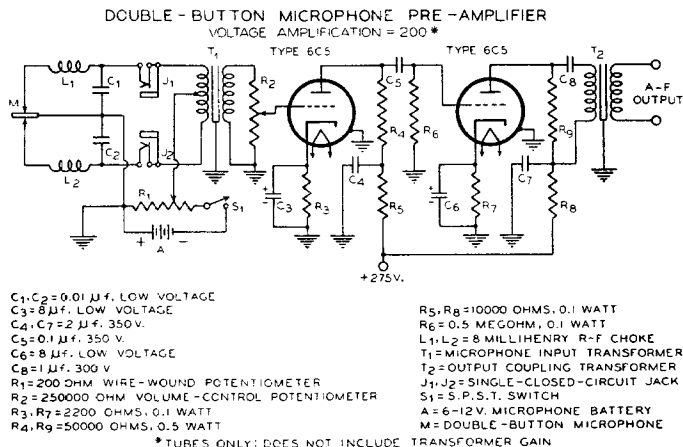 DOUBLE-BUTTON MICROPHONE PRE-AMPLIFIER
VOLTAGE AMPLIFICATION = 200*
T1
TYPE 6C5
TYPE 6C5
T2
L1
C1
J1
R2
C5
C8
M
A-F
OUTPUT
C2
J2
R4
R6
R9
L2
C4
C7
R1
S1
C3
R3
R5
C6
R7
R8
+ A -
+275V.
C1, C2 = 0.01 µf. LOW VOLTAGE
C3 = 8 µf. LOW VOLTAGE
C4, C7 = 2 µf. 350 V.
C5 = 0.1 µf. 350 V.
C6 = 8 µf. LOW VOLTAGE
C8 = 1 µf. 300 V
R1 = 200 OHM WIRE-WOUND POTENTIOMETER
R2 = 250000 OHM VOLUME-CONTROL POTENTIOMETER
R3, R7 = 2200 OHMS, 0.1 WATT
R4, R9 = 50000 OHMS, 0.5 WATT
R5, R8 = 10000 OHMS, 0.1 WATT
R6 = 0.5 MEGOHM, 0.1 WATT
L1, L2 = 8 MILLIHENRY R-F CHOKE
T1 = MICROPHONE INPUT TRANSFORMER
T2 = OUTPUT COUPLING TRANSFORMER
J1, J2 = SINGLE-CLOSED-CIRCUIT JACK
S1 = S.P.S.T. SWITCH
A = 6-12V. MICROPHONE BATTERY
M = DOUBLE-BUTTON MICROPHONE
*TUBES ONLY; DOES NOT INCLUDE TRANSFORMER GAIN